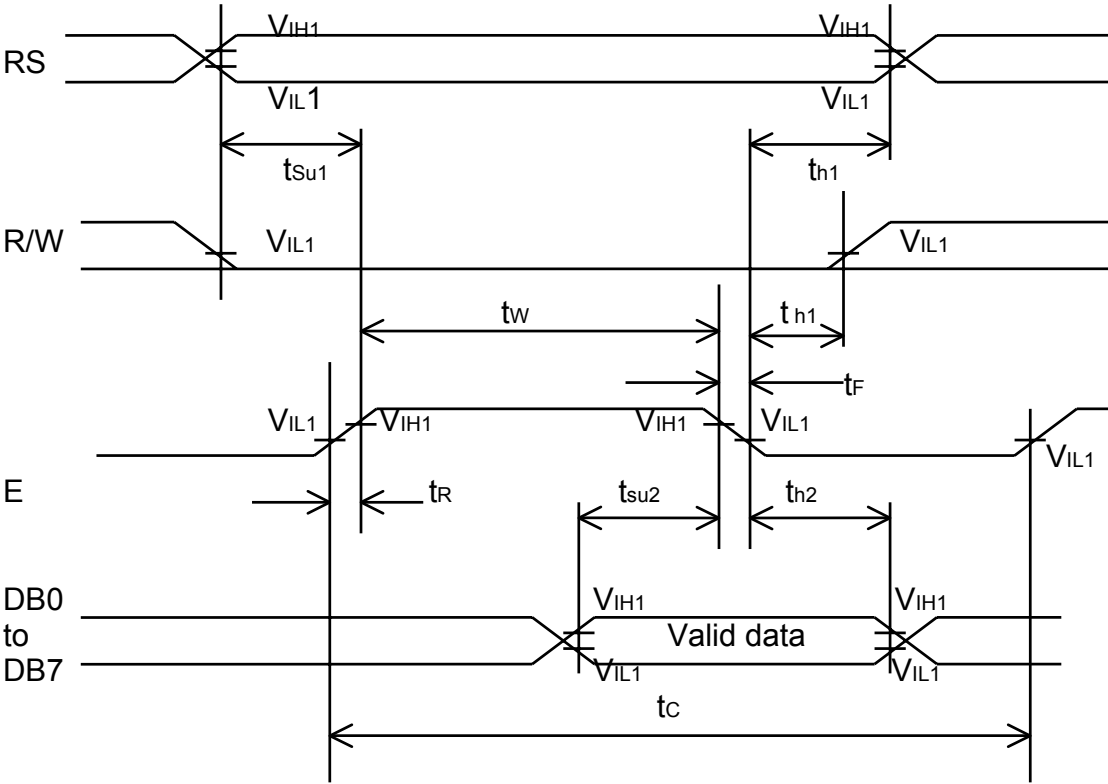 VIH1 VIH1
RS
VIL1 VIL1
tSu1 th1
R/W VIL1 VIL1
tW th1
tF
VIL1 VIH1 VIH1 VIL1
VIL1
E tR tsu2 th2
DB0 VIH1 VIH1
to Valid data
DB7 VIL1 VIL1
tC